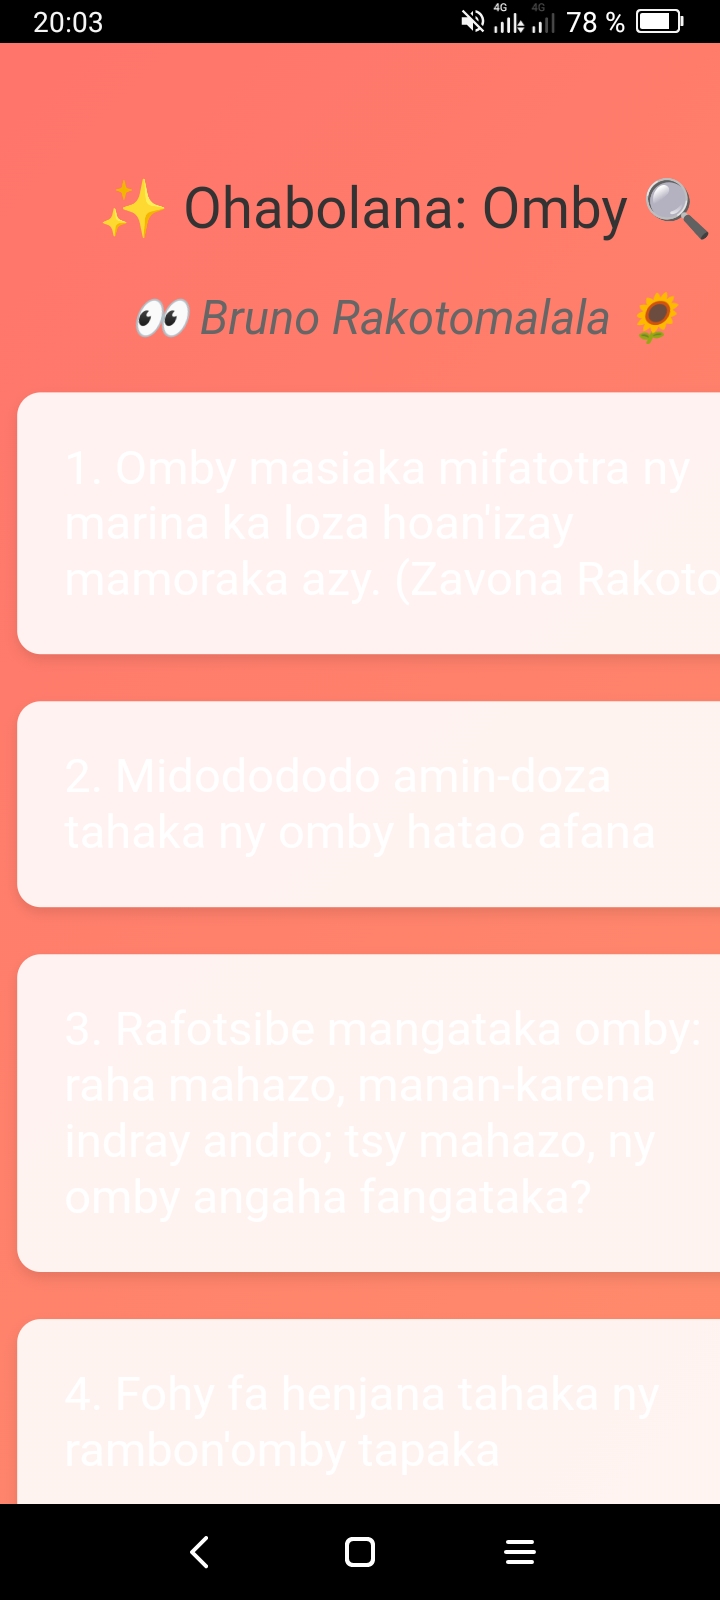 20:03
4G 4G 78 %
✨ Ohabolana: Omby 🔍
👀 Bruno Rakotomalala 🌻
1. Omby masiaka mifatotra ny
marina ka loza hoan'izay
mamoraka azy. (Zavona Rakoto
2. Midodododo amin-doza
tahaka ny omby hatao afana
3. Rafotsibe mangataka omby:
raha mahazo, manan-karena
indray andro; tsy mahazo, ny
omby angaha fangataka?
4. Fohy fa henjana tahaka ny
rambon'omby tapaka